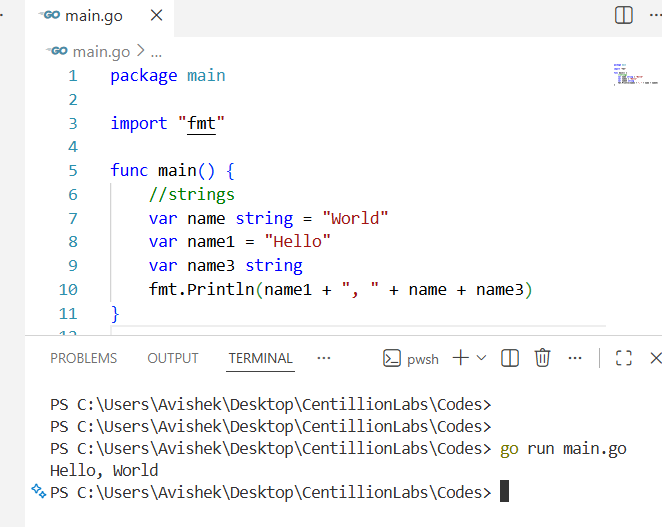 GO main.go
GO main.go > ...
1 package main
2
3 import "fmt"
4
5 func main() {
6 //strings
7 var name string = "World"
8 var name1 = "Hello"
9 var name3 string
10 fmt.Println(name1 + ", " + name + name3)
11 }
PROBLEMS OUTPUT TERMINAL ... pwsh
PS C:\Users\Avishek\Desktop\CentillionLabs\Codes>
PS C:\Users\Avishek\Desktop\CentillionLabs\Codes>
PS C:\Users\Avishek\Desktop\CentillionLabs\Codes> go run main.go
Hello, World
PS C:\Users\Avishek\Desktop\CentillionLabs\Codes>